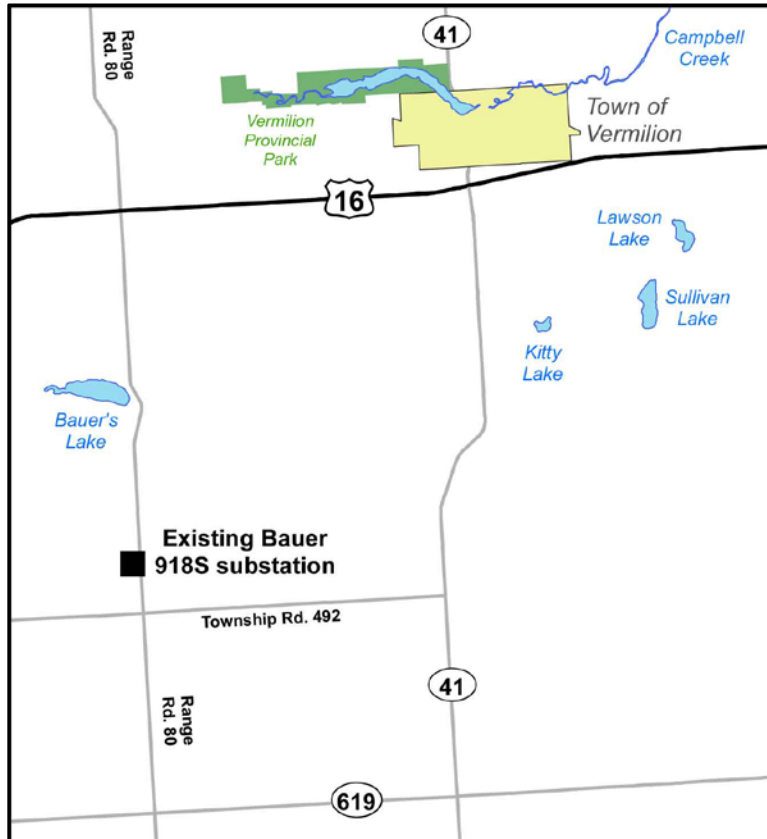 Range
Rd. 80
41
Campbell
Creek
Town of
Vermilion
Vermilion
Provincial
Park
16
Lawson
Lake
Sullivan
Lake
Kitty
Lake
Bauer's
Lake
Existing Bauer
918S substation
Township Rd. 492
Range
Rd. 80
41
619